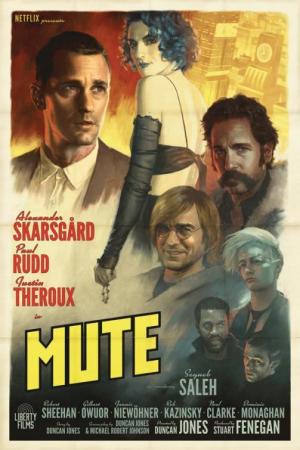 NETFLIX presents
Alexander
SKARSGÅRD
Paul
RUDD
Justin
THEROUX
in
MUTE
introducing Seyneb
SALEH
Robert SHEEHAN Gilbert OWUOR Jannis NIEWÖHNER Rob KAZINSKY Noel CLARKE Dominic MONAGHAN
LIBERTY FILMS
Story by DUNCAN JONES Screenplay by DUNCAN JONES & MICHAEL ROBERT JOHNSON Directed by DUNCAN JONES Produced by STUART FENEGAN